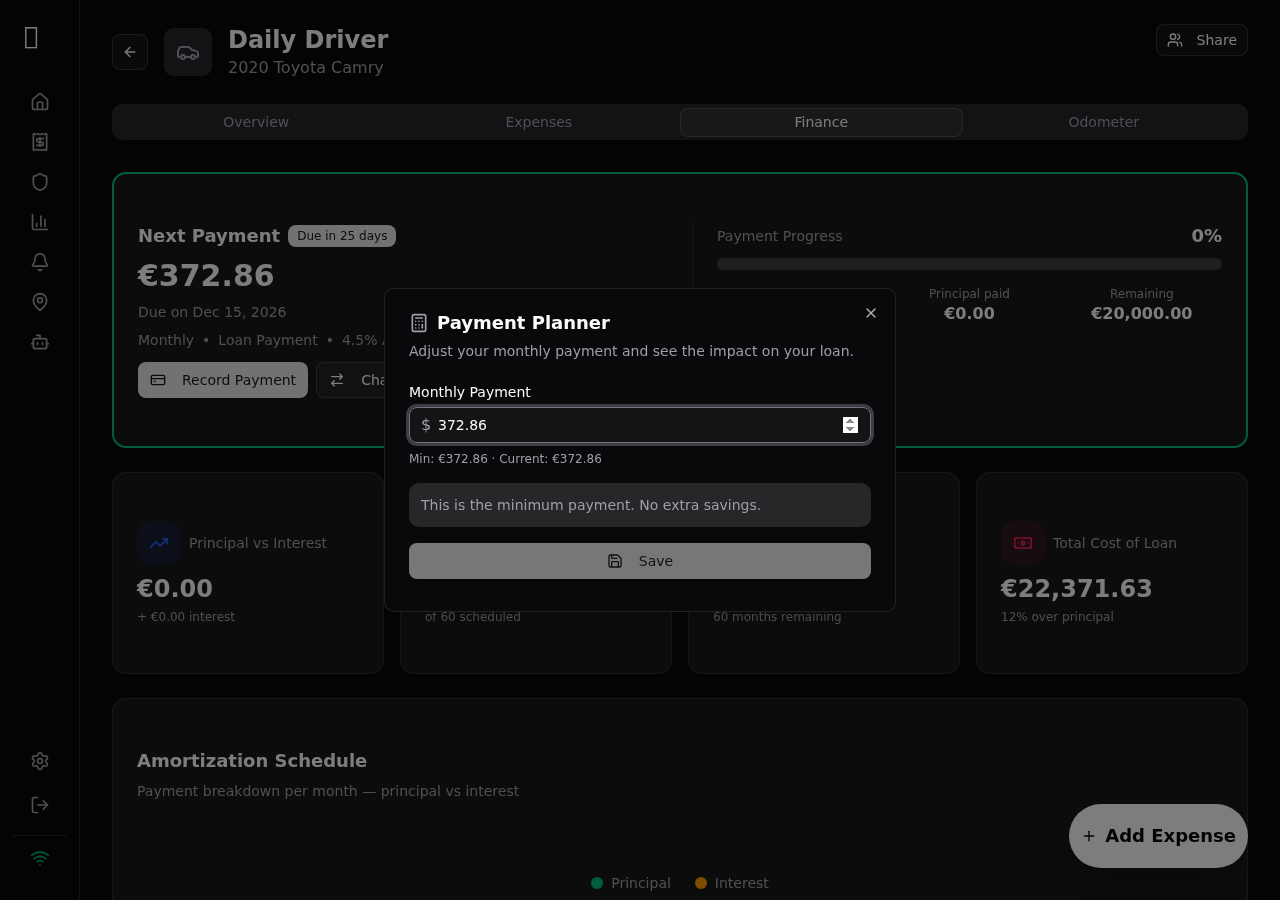 Daily Driver
2020 Toyota Camry
Share
Overview
Expenses
Finance
Odometer
Next Payment
Due in 25 days
€372.86
Due on Dec 15, 2026
Monthly • Loan Payment • 4.5%
Record Payment
Payment Progress
0%
Principal paid
€0.00
Remaining
€20,000.00
Payment Planner
Adjust your monthly payment and see the impact on your loan.
Monthly Payment
$ 372.86
Min: €372.86 · Current: €372.86
This is the minimum payment. No extra savings.
Save
Principal vs Interest
€0.00
+ €0.00 interest
of 60 scheduled
60 months remaining
Total Cost of Loan
€22,371.63
12% over principal
Amortization Schedule
Payment breakdown per month — principal vs interest
Principal
Interest
+ Add Expense